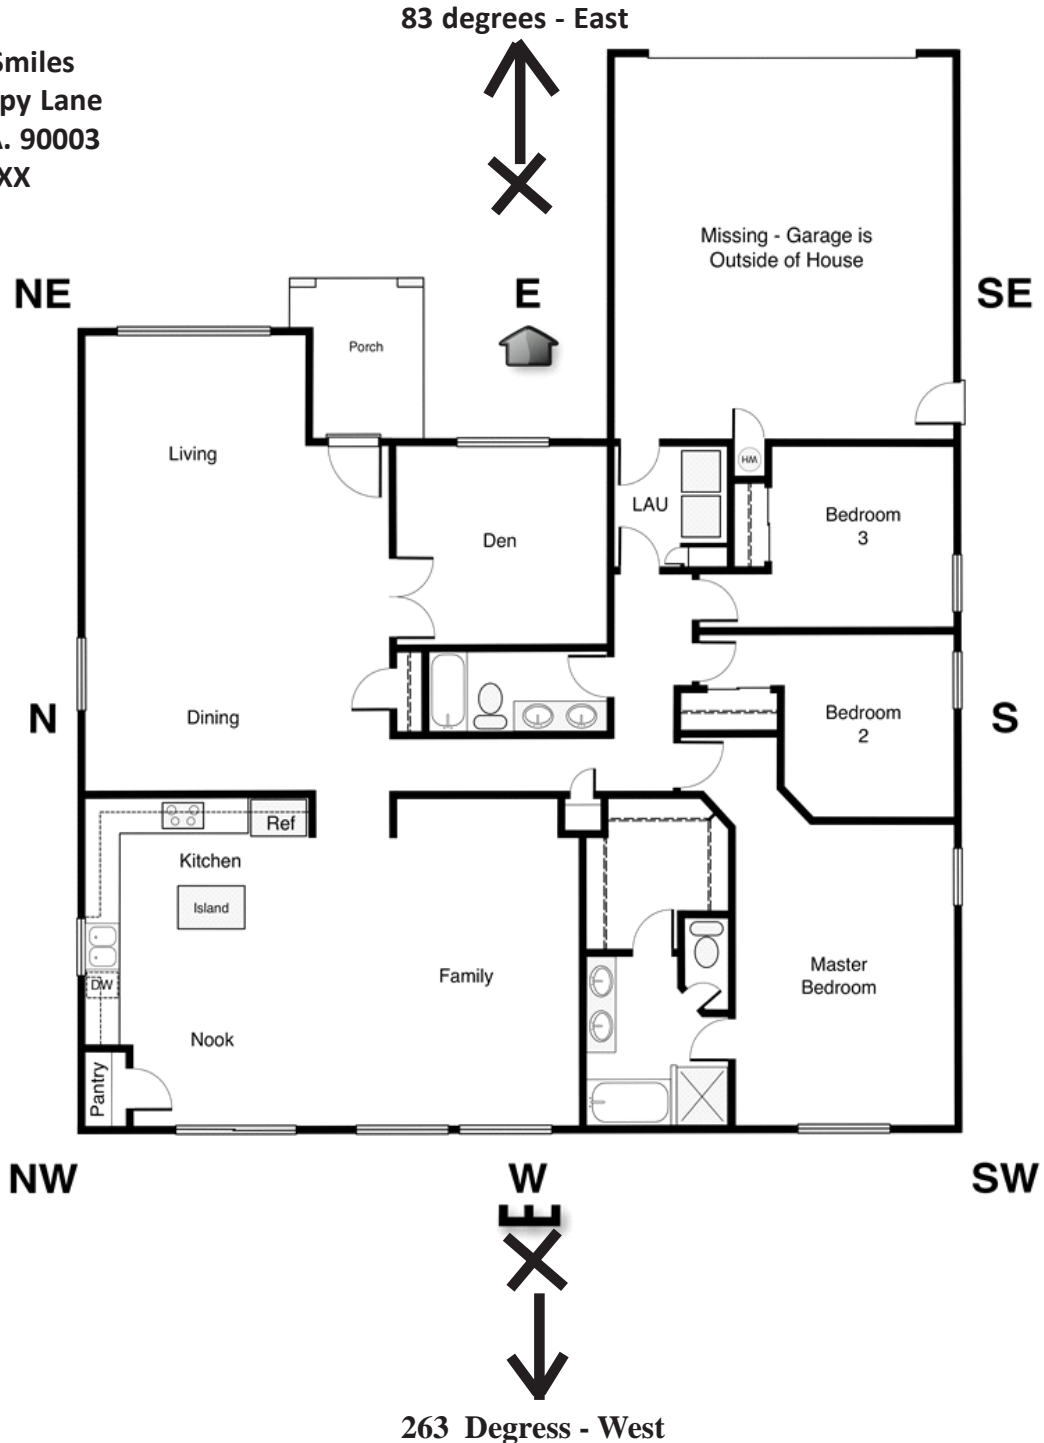 83 degrees - East
Smiles
py Lane
A. 90003
XX
Missing - Garage is
Outside of House
NE
E
SE
Porch
Living
WH
LAU
Bedroom
3
Den
N
Dining
Bedroom
2
S
Ref
Kitchen
Island
Family
Master
Bedroom
DW
Nook
Pantry
NW
W
SW
E
263 Degress - West